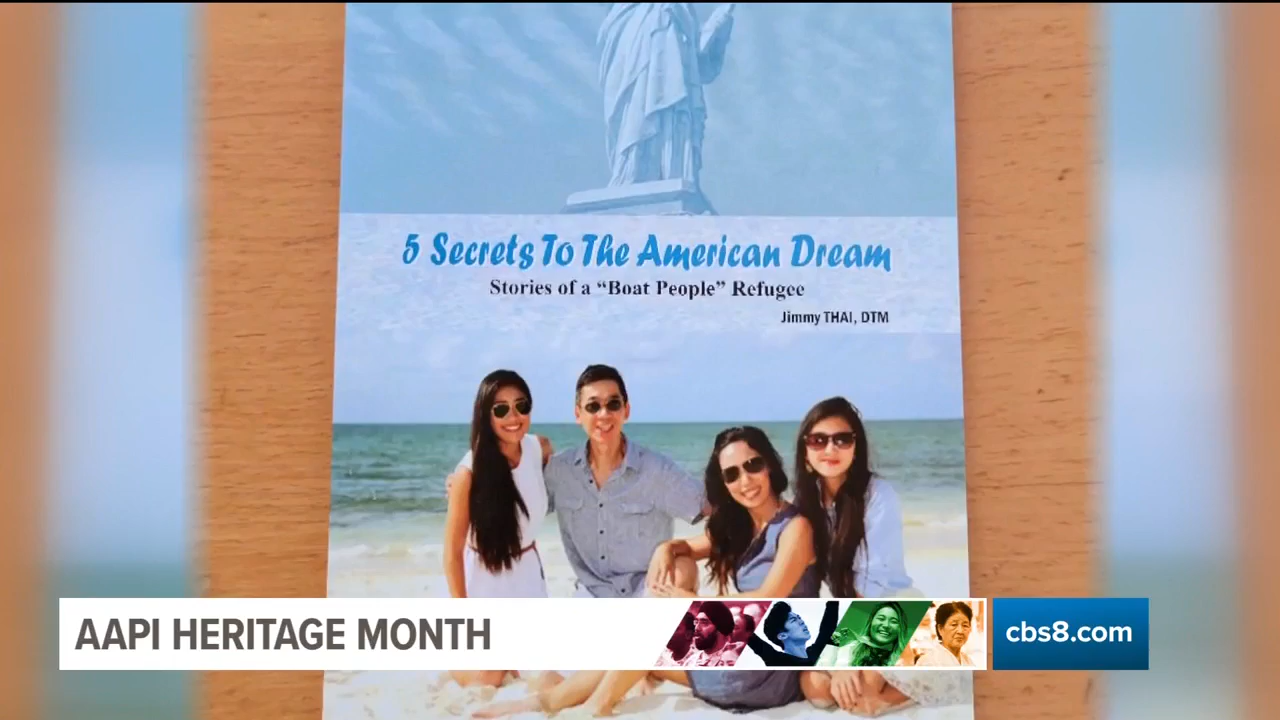 5 Secrets To The American Dream
Stories of a “Boat People” Refugee
Jimmy THAI, DTM
AAPI HERITAGE MONTH
cbs8.com